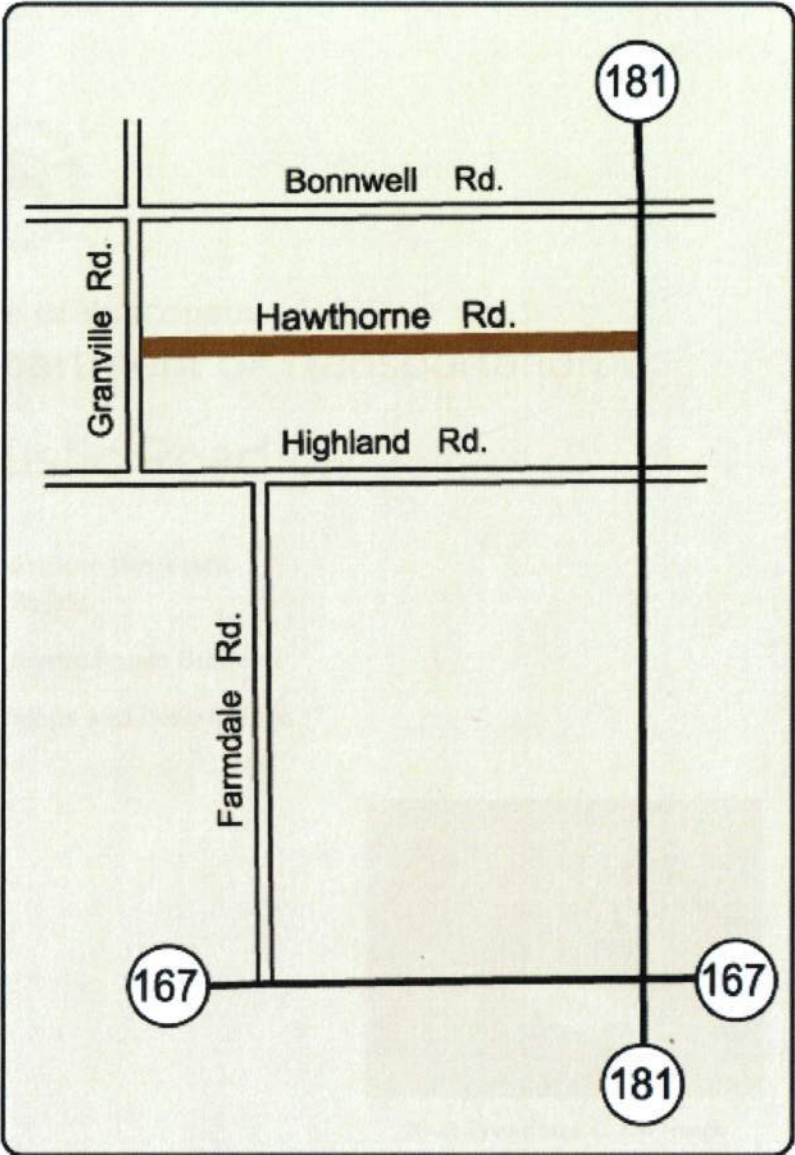 181
Bonnwell Rd.
Granville Rd.
Hawthorne Rd.
Highland Rd.
Farmdale Rd.
167
167
181